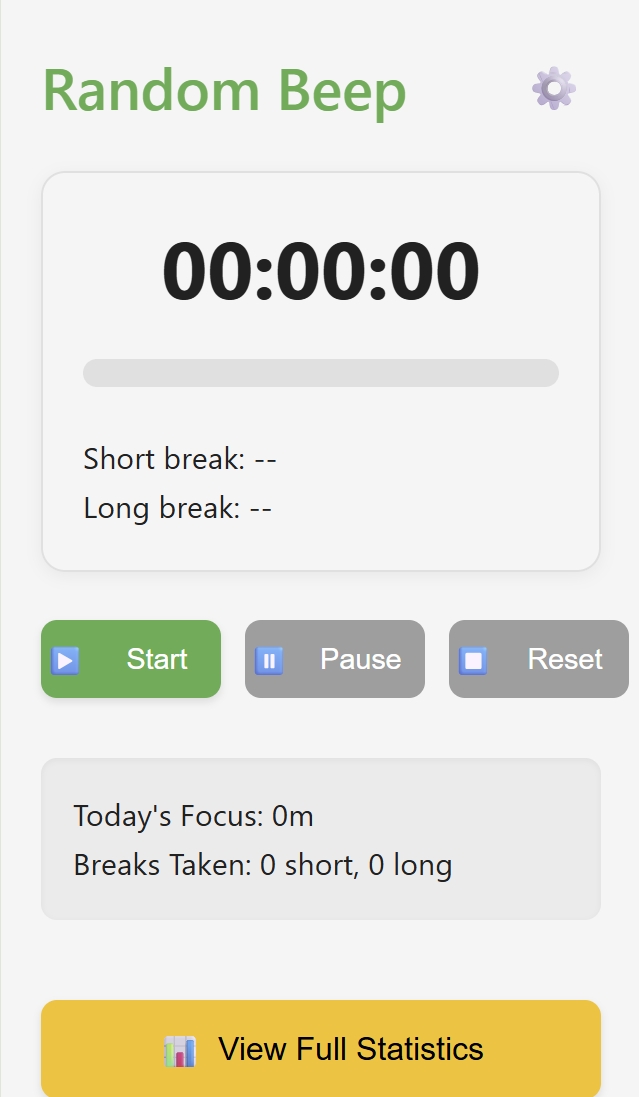 Random Beep
00:00:00
Short break: --
Long break: --
Start
Pause
Reset
Today's Focus: 0m
Breaks Taken: 0 short, 0 long
View Full Statistics